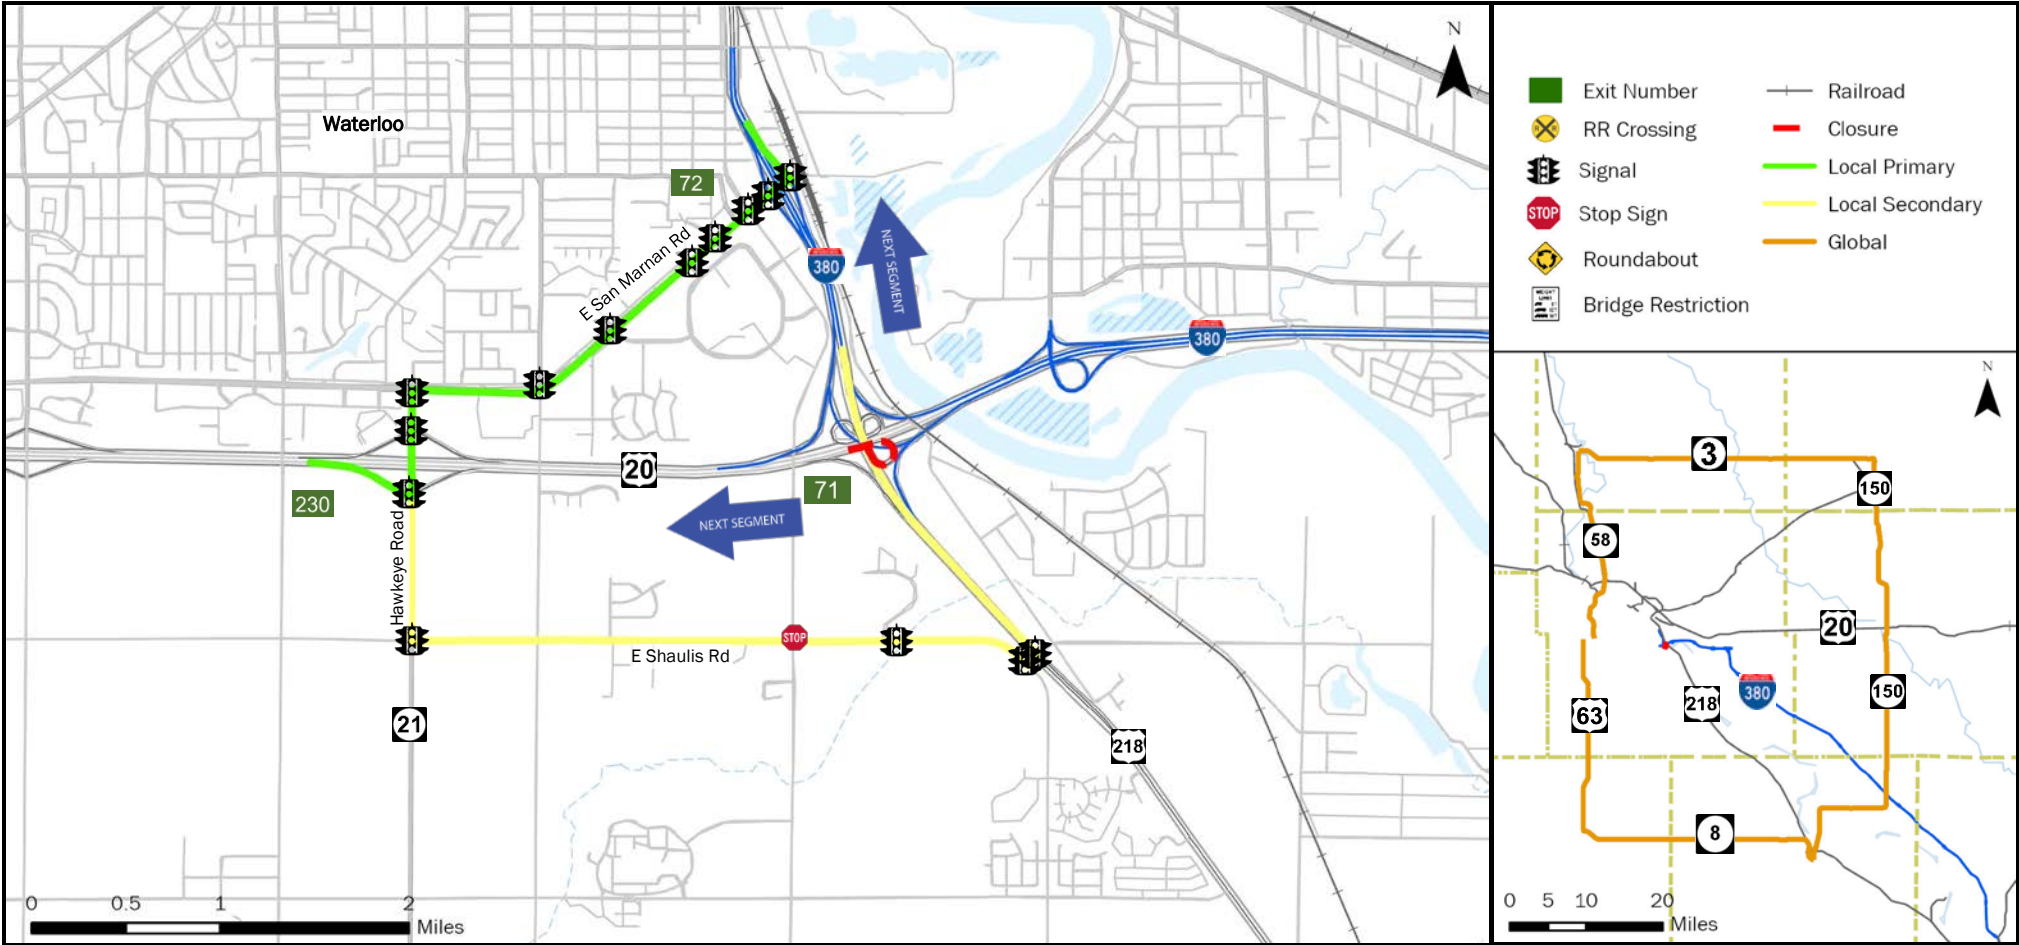 N
Waterloo
72
E San Marnan Rd
380
NEXT SEGMENT
380
20
71
230
NEXT SEGMENT
Hawkeye Road
STOP
E Shaulis Rd
21
218
0 0.5 1 2
Miles
Exit Number
RR Crossing
Signal
STOP Stop Sign
Roundabout
WEIGHT LIMIT
Bridge Restriction
Railroad
Closure
Local Primary
Local Secondary
Global
N
3
150
58
20
380
150
218
63
8
0 5 10 20
Miles